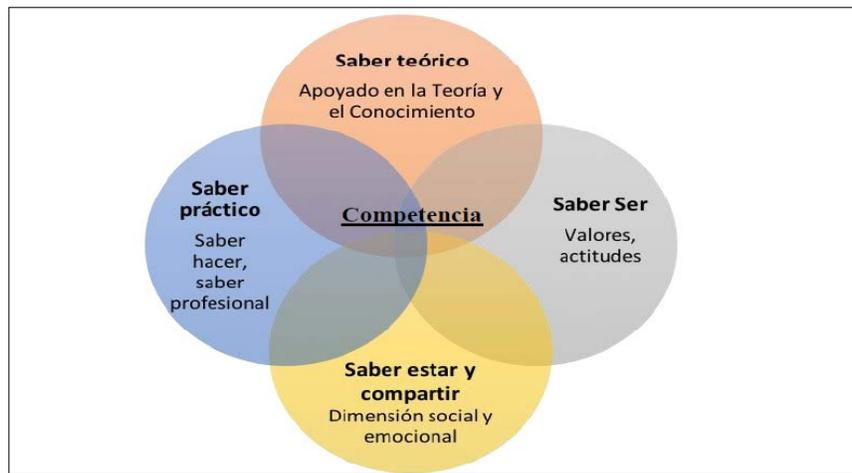 Saber teórico
Apoyado en la Teoría y
el Conocimiento
Saber
práctico
Saber
hacer,
saber
profesional
Competencia
Saber Ser
Valores,
actitudes
Saber estar y
compartir
Dimensión social y
emocional